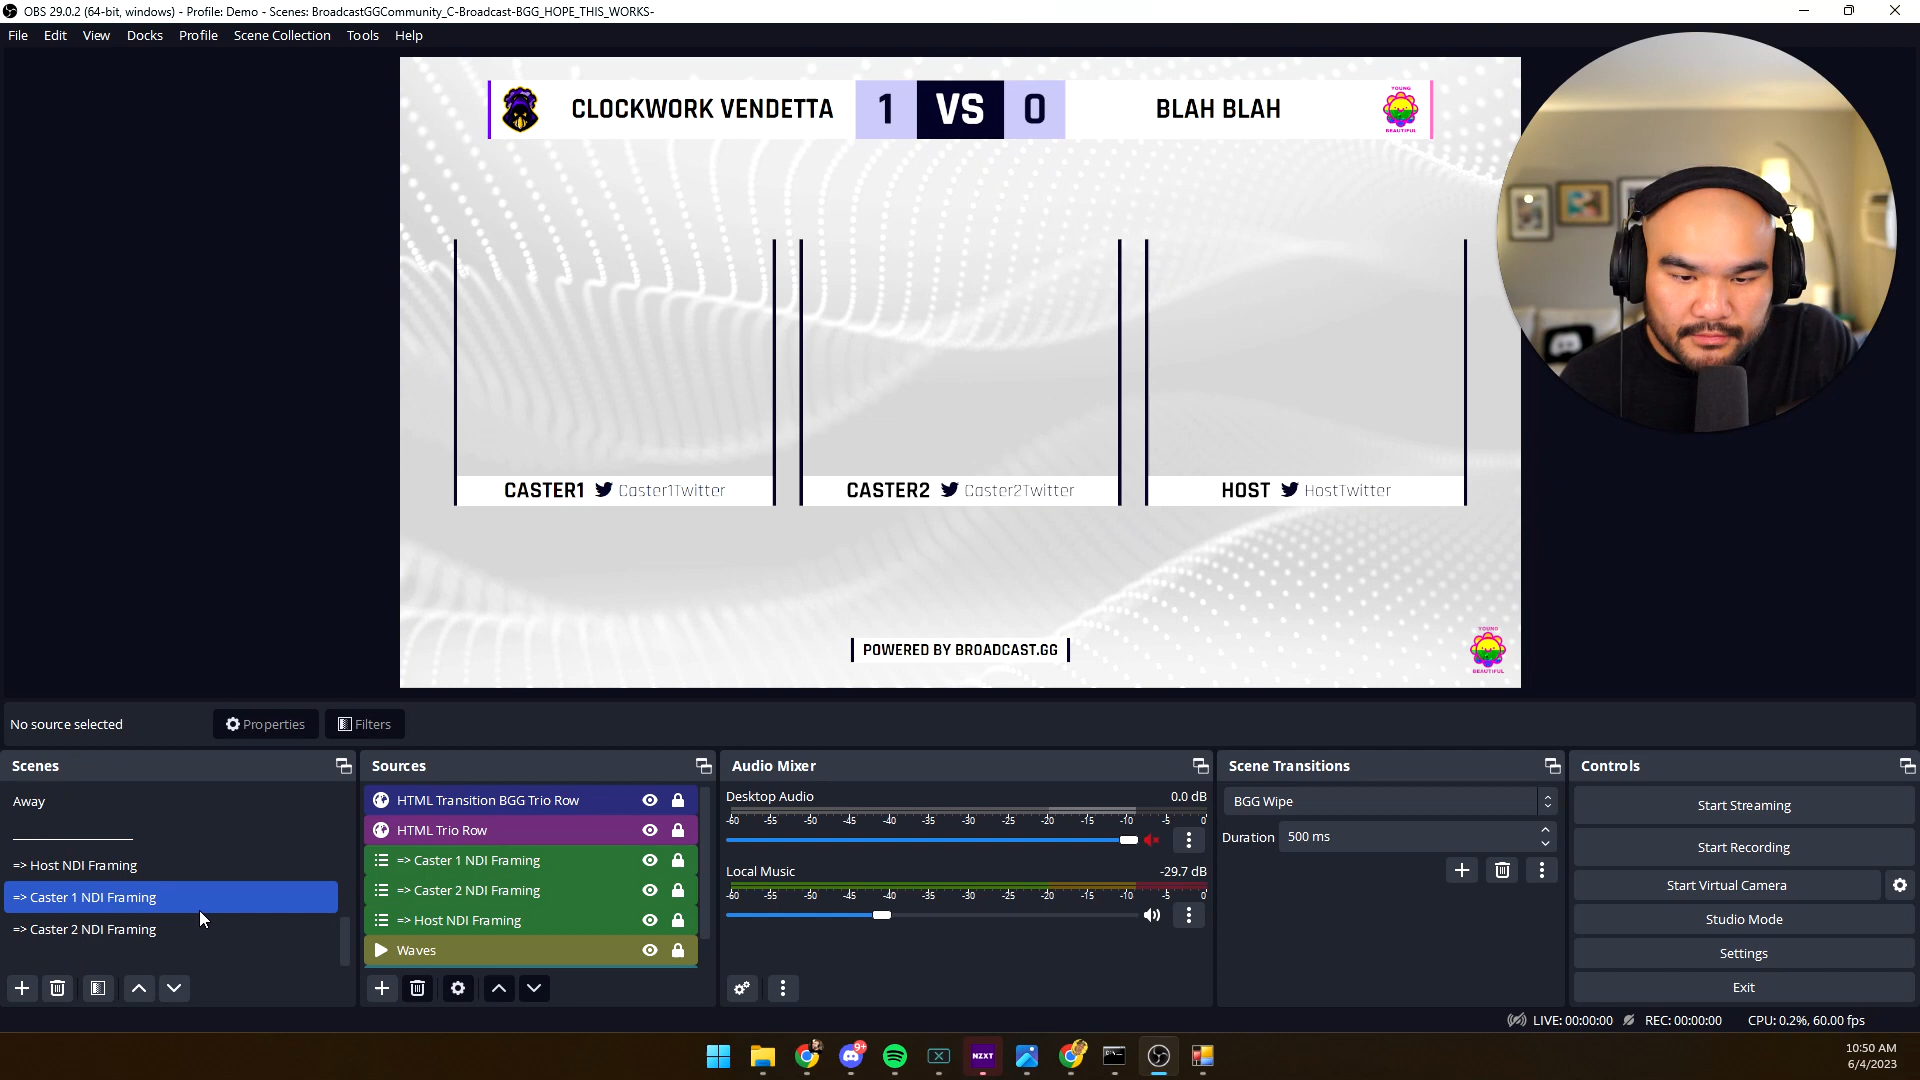 OBS 29.0.2 (64-bit, windows) - Profile: Demo - Scenes: BroadcastGGCommunity_C-Broadcast-BGG_HOPE_THIS_WORKS-
File Edit View Docks Profile Scene Collection Tools Help
CLOCKWORK VENDETTA 1 VS 0 BLAH BLAH
YOUNG
BEAUTIFUL
CASTER1 Caster1Twitter
CASTER2 Caster2Twitter
HOST HostTwitter
POWERED BY BROADCAST.GG
YOUNG
BEAUTIFUL
No source selected Properties Filters
Scenes
Away
=> Host NDI Framing
=> Caster 1 NDI Framing
=> Caster 2 NDI Framing
Sources
HTML Transition BGG Trio Row
HTML Trio Row
=> Caster 1 NDI Framing
=> Caster 2 NDI Framing
=> Host NDI Framing
Waves
Audio Mixer
Desktop Audio 0.0 dB
-60 -55 -50 -45 -40 -35 -30 -25 -20 -15 -10 -5 0
Local Music -29.7 dB
-60 -55 -50 -45 -40 -35 -30 -25 -20 -15 -10 -5 0
Scene Transitions
BGG Wipe
Duration 500 ms
Controls
Start Streaming
Start Recording
Start Virtual Camera
Studio Mode
Settings
Exit
LIVE: 00:00:00 REC: 00:00:00 CPU: 0.2%, 60.00 fps
9+
NZXT
10:50 AM
6/4/2023